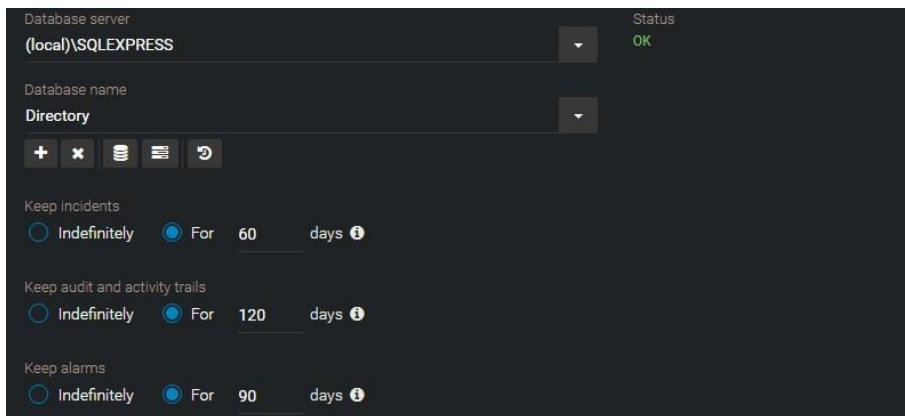 Database server
(local)\SQLEXPRESS
Status
OK
Database name
Directory
Keep incidents
Indefinitely For 60 days
Keep audit and activity trails
Indefinitely For 120 days
Keep alarms
Indefinitely For 90 days